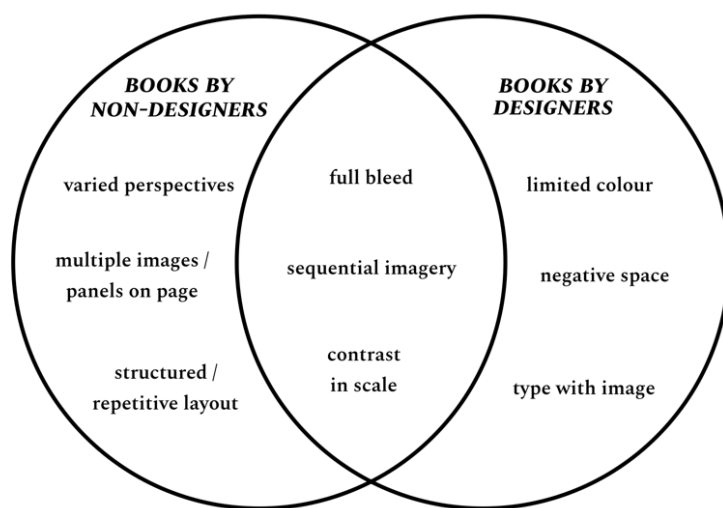 BOOKS BY
NON-DESIGNERS
varied perspectives
multiple images /
panels on page
structured /
repetitive layout
full bleed
sequential imagery
contrast
in scale
BOOKS BY
DESIGNERS
limited colour
negative space
type with image